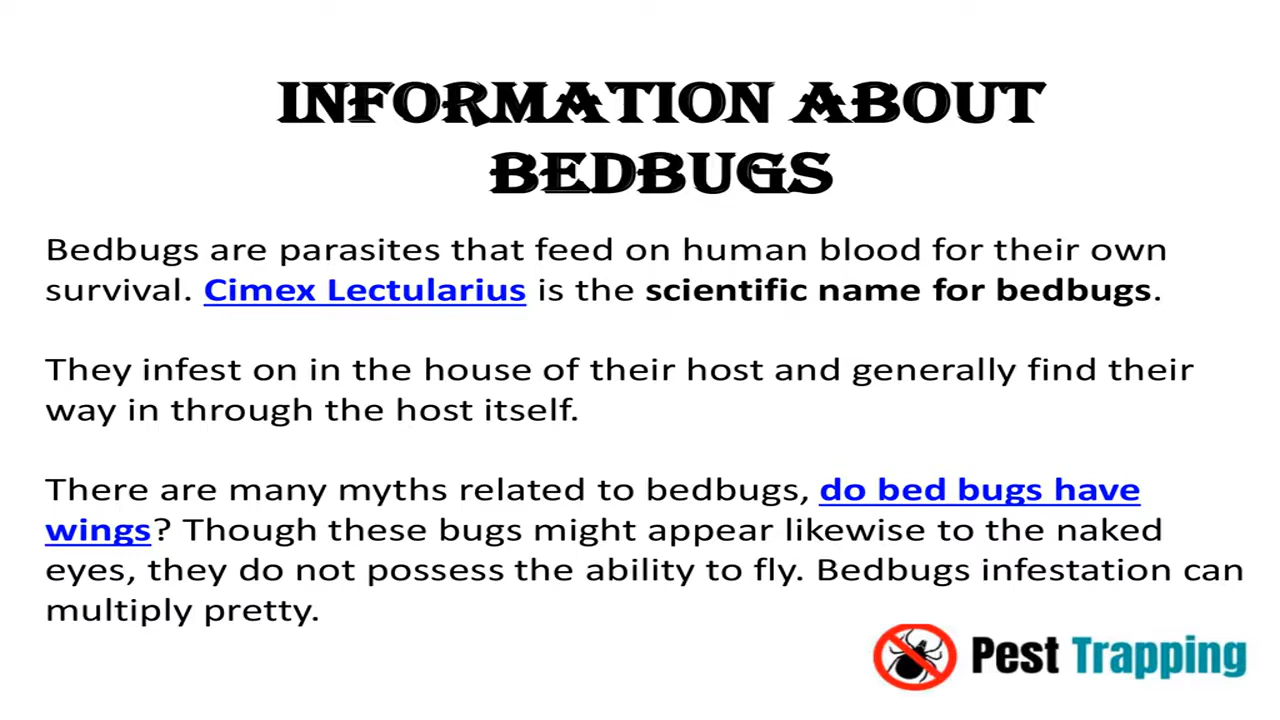 INFORMATION ABOUT
BEDBUGS
Bedbugs are parasites that feed on human blood for their own
survival. Cimex Lectularius is the scientific name for bedbugs.
They infest on in the house of their host and generally find their
way in through the host itself.
There are many myths related to bedbugs, do bed bugs have
wings? Though these bugs might appear likewise to the naked
eyes, they do not possess the ability to fly. Bedbugs infestation can
multiply pretty.
Pest Trapping